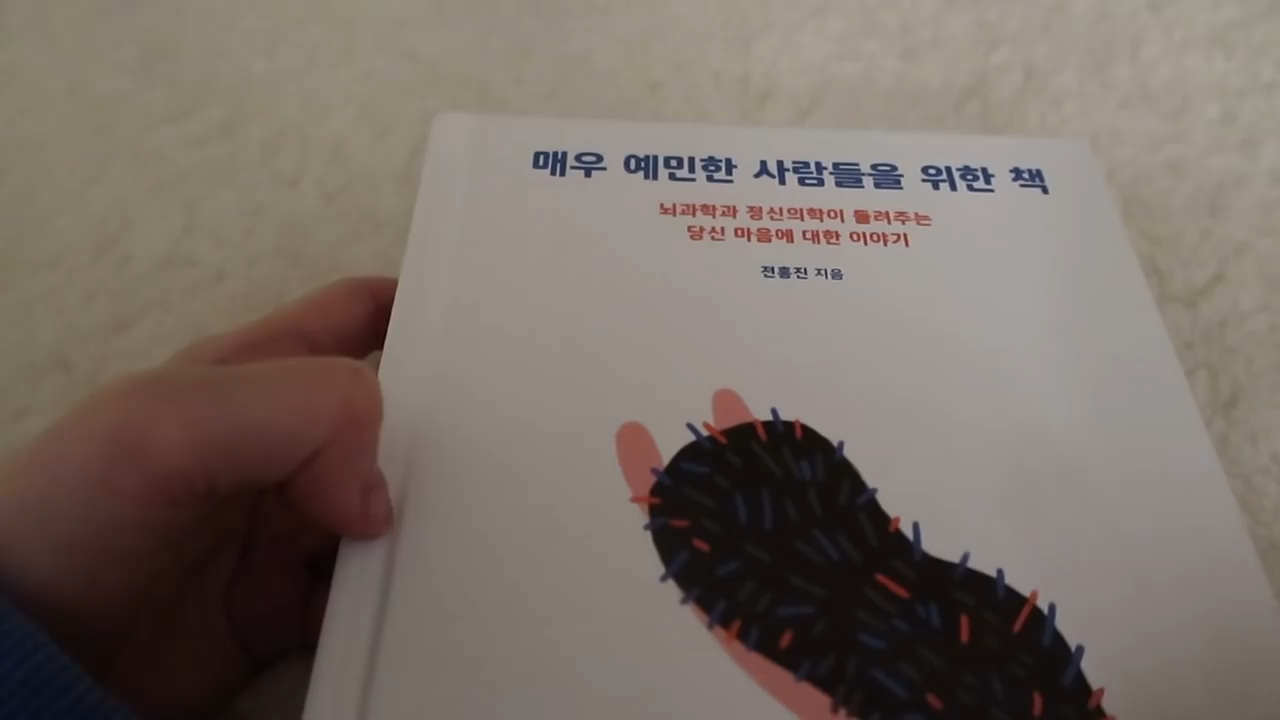 매우 예민한 사람들을 위한 책
뇌과학과 정신의학이 들려주는
당신 마음에 대한 이야기
전홍진 지음